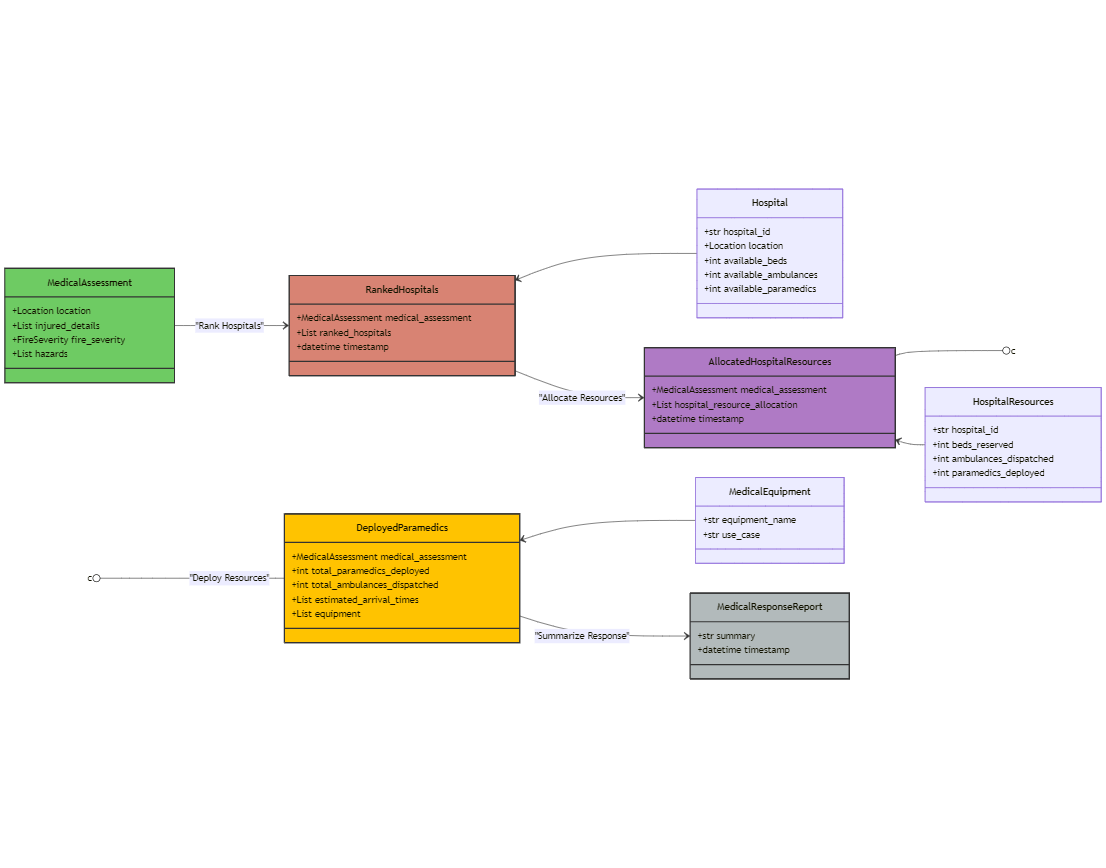 MedicalAssessment
+Location location
+List injured_details
+FireSeverity fire_severity
+List hazards
"Rank Hospitals"
RankedHospitals
+MedicalAssessment medical_assessment
+List ranked_hospitals
+datetime timestamp
Hospital
+str hospital_id
+Location location
+int available_beds
+int available_ambulances
+int available_paramedics
"Allocate Resources"
AllocatedHospitalResources
+MedicalAssessment medical_assessment
+List hospital_resource_allocation
+datetime timestamp
c
HospitalResources
+str hospital_id
+int beds_reserved
+int ambulances_dispatched
+int paramedics_deployed
c
"Deploy Resources"
DeployedParamedics
+MedicalAssessment medical_assessment
+int total_paramedics_deployed
+int total_ambulances_dispatched
+List estimated_arrival_times
+List equipment
MedicalEquipment
+str equipment_name
+str use_case
"Summarize Response"
MedicalResponseReport
+str summary
+datetime timestamp